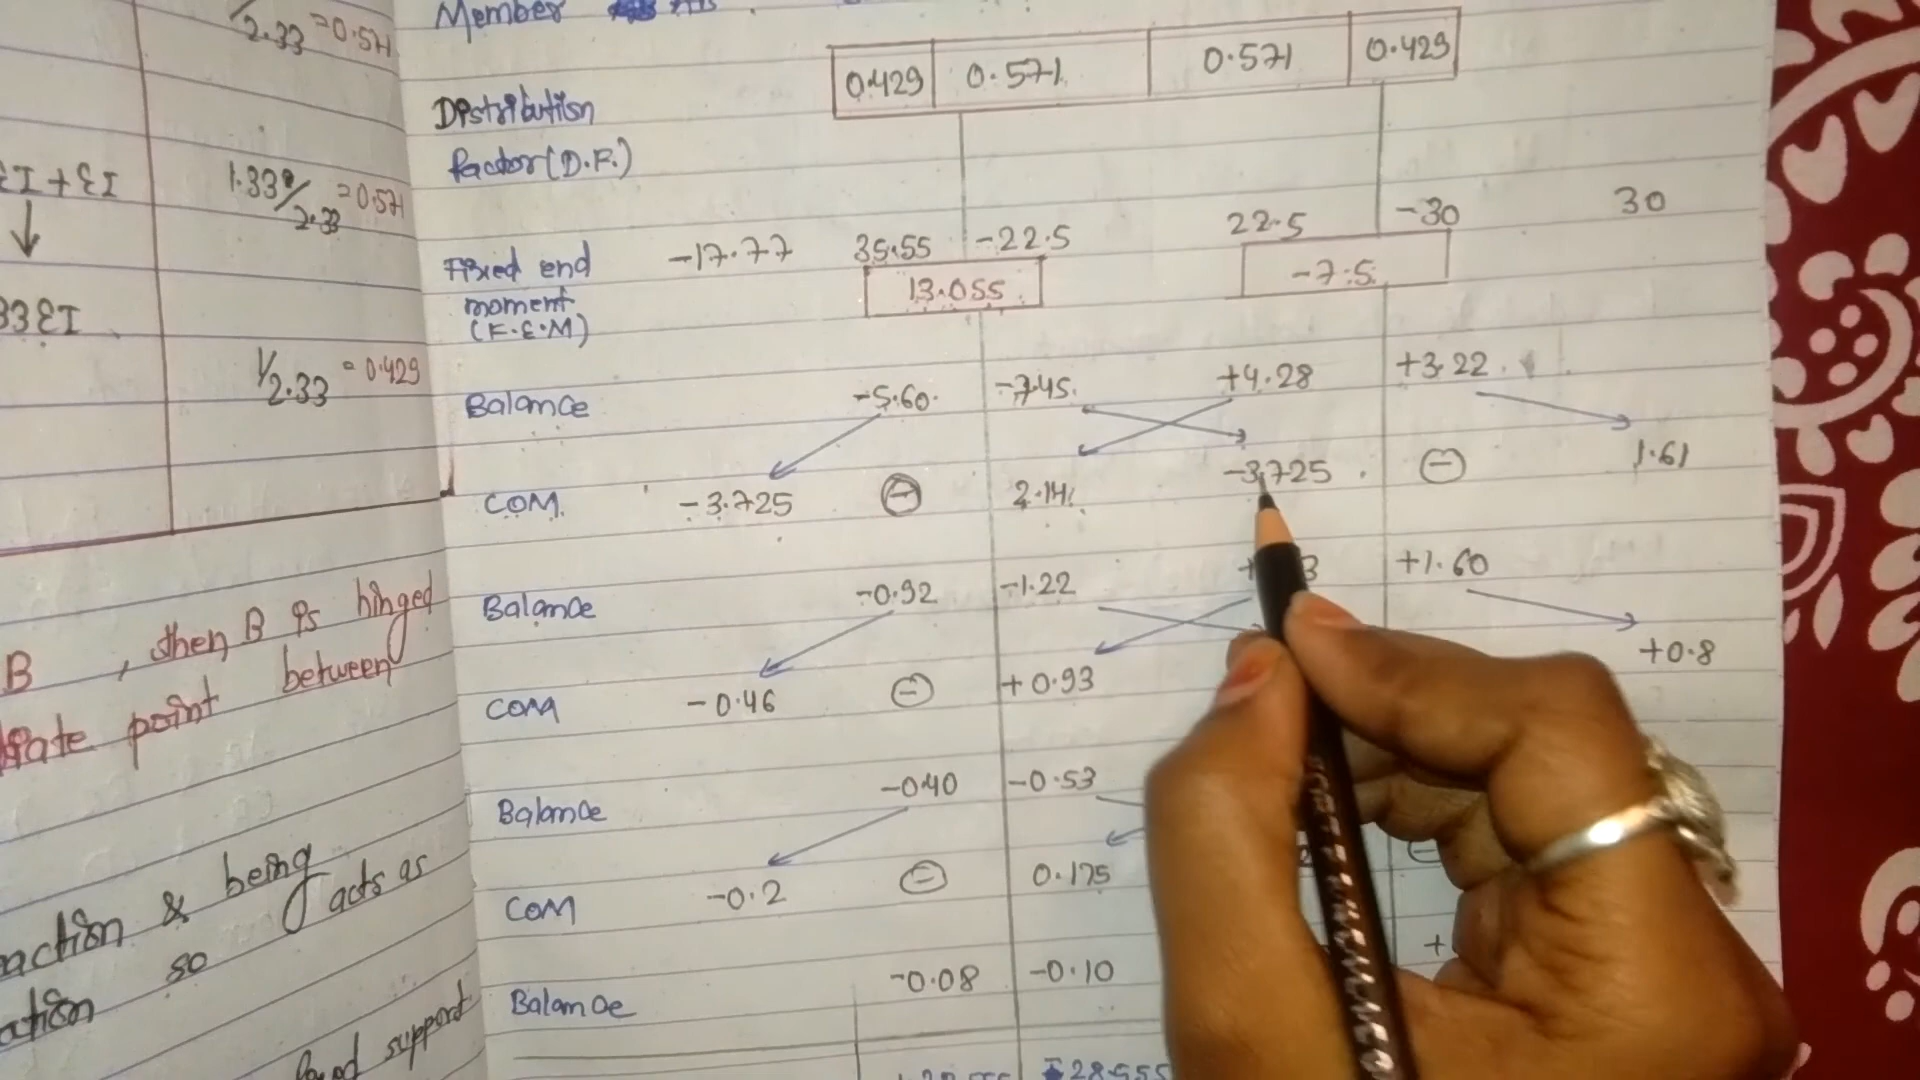 2.33 =0.571
1.33/2.33 =0.571
1/2.33 = 0.429
B, then B is hinged
point between
action & being
so acts as
support
Member
Distribution factor (D.F.) 0.429 0.571 0.571 0.429
Fixed end moment (F.E.M) -17.77 35.55 -22.5 22.5 -30 30
13.055 -7.5
Balance -5.60 -7.45 +4.28 +3.22
COM. -3.725 - 2.14 -3.725 - 1.61
Balance -0.92 -1.22 +1.60
COM -0.46 - +0.93 +0.8
Balance -0.40 -0.53
COM -0.2 - 0.175
Balance -0.08 -0.10 +